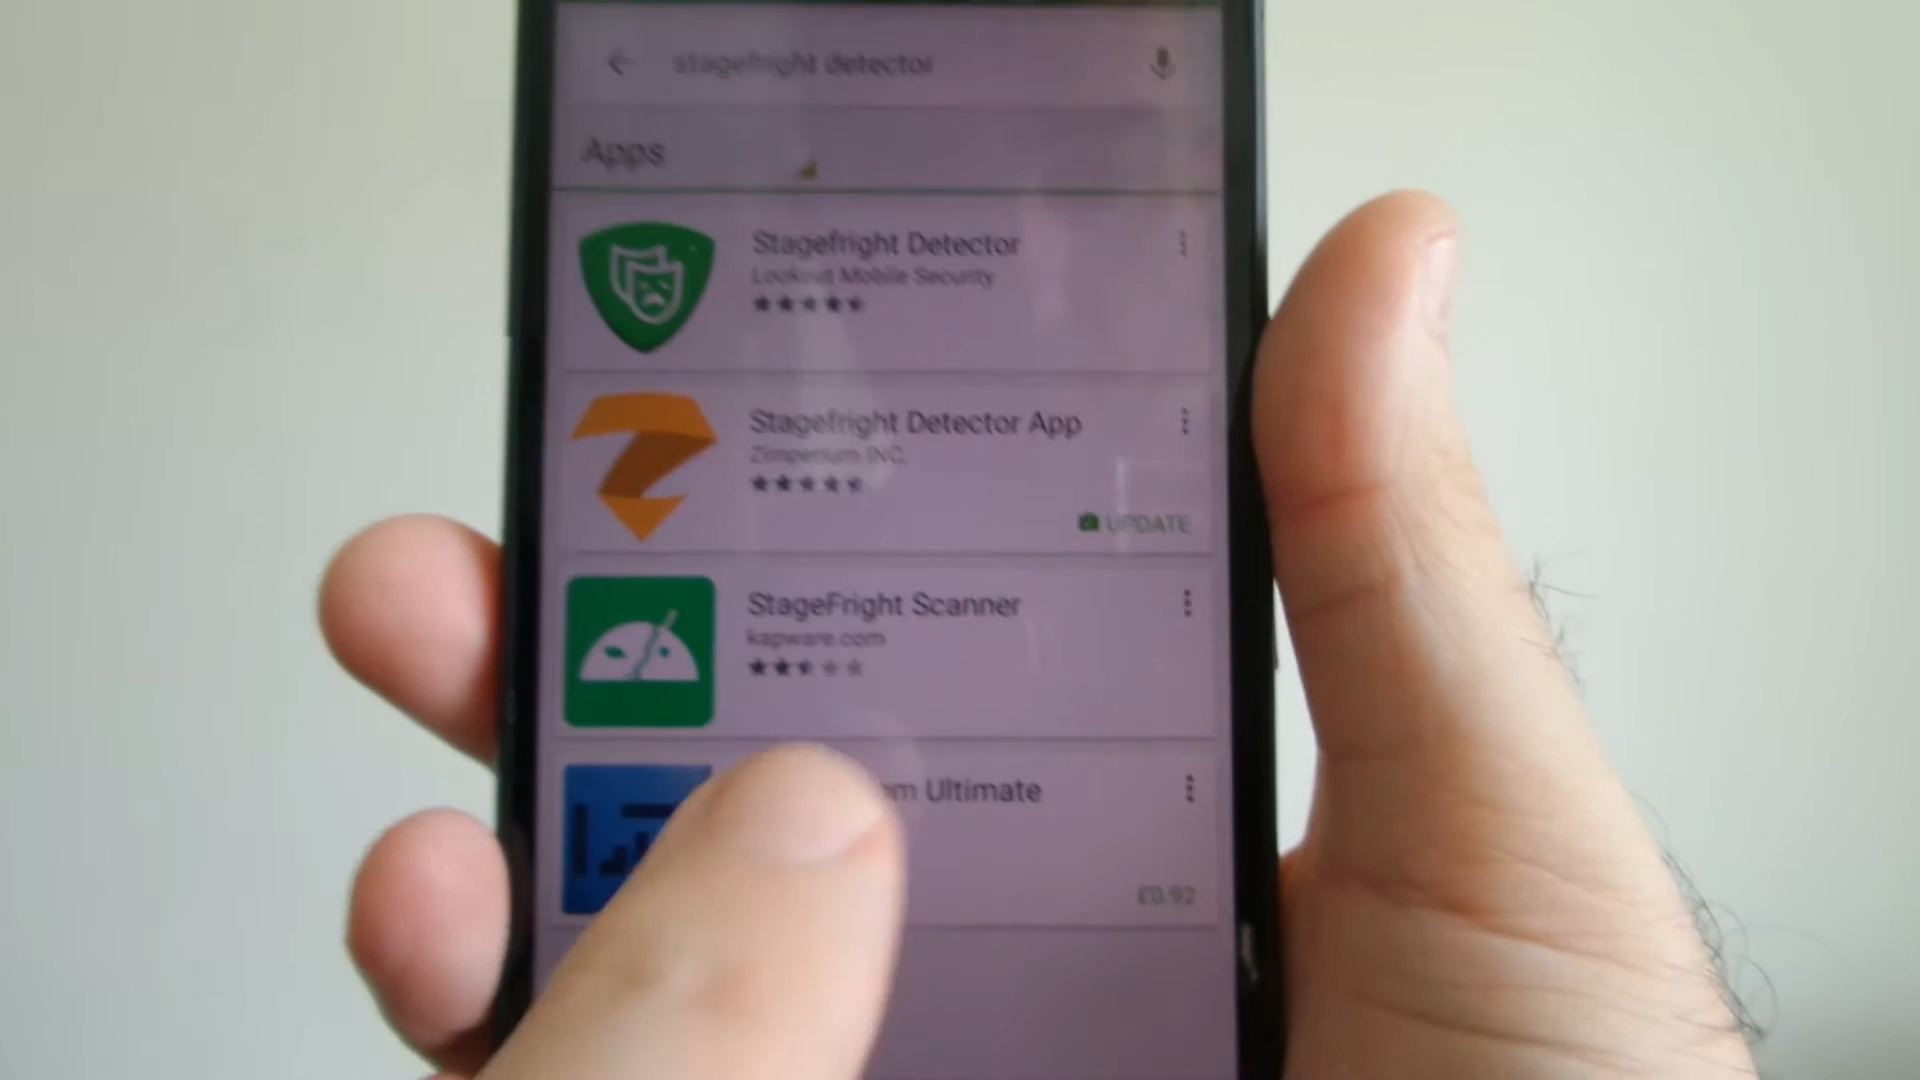 stagefright detector
Apps
Stagefright Detector
Lookout Mobile Security
Stagefright Detector App
Zimperium INC.
UPDATE
StageFright Scanner
kapware.com
Ultimate
£0.92